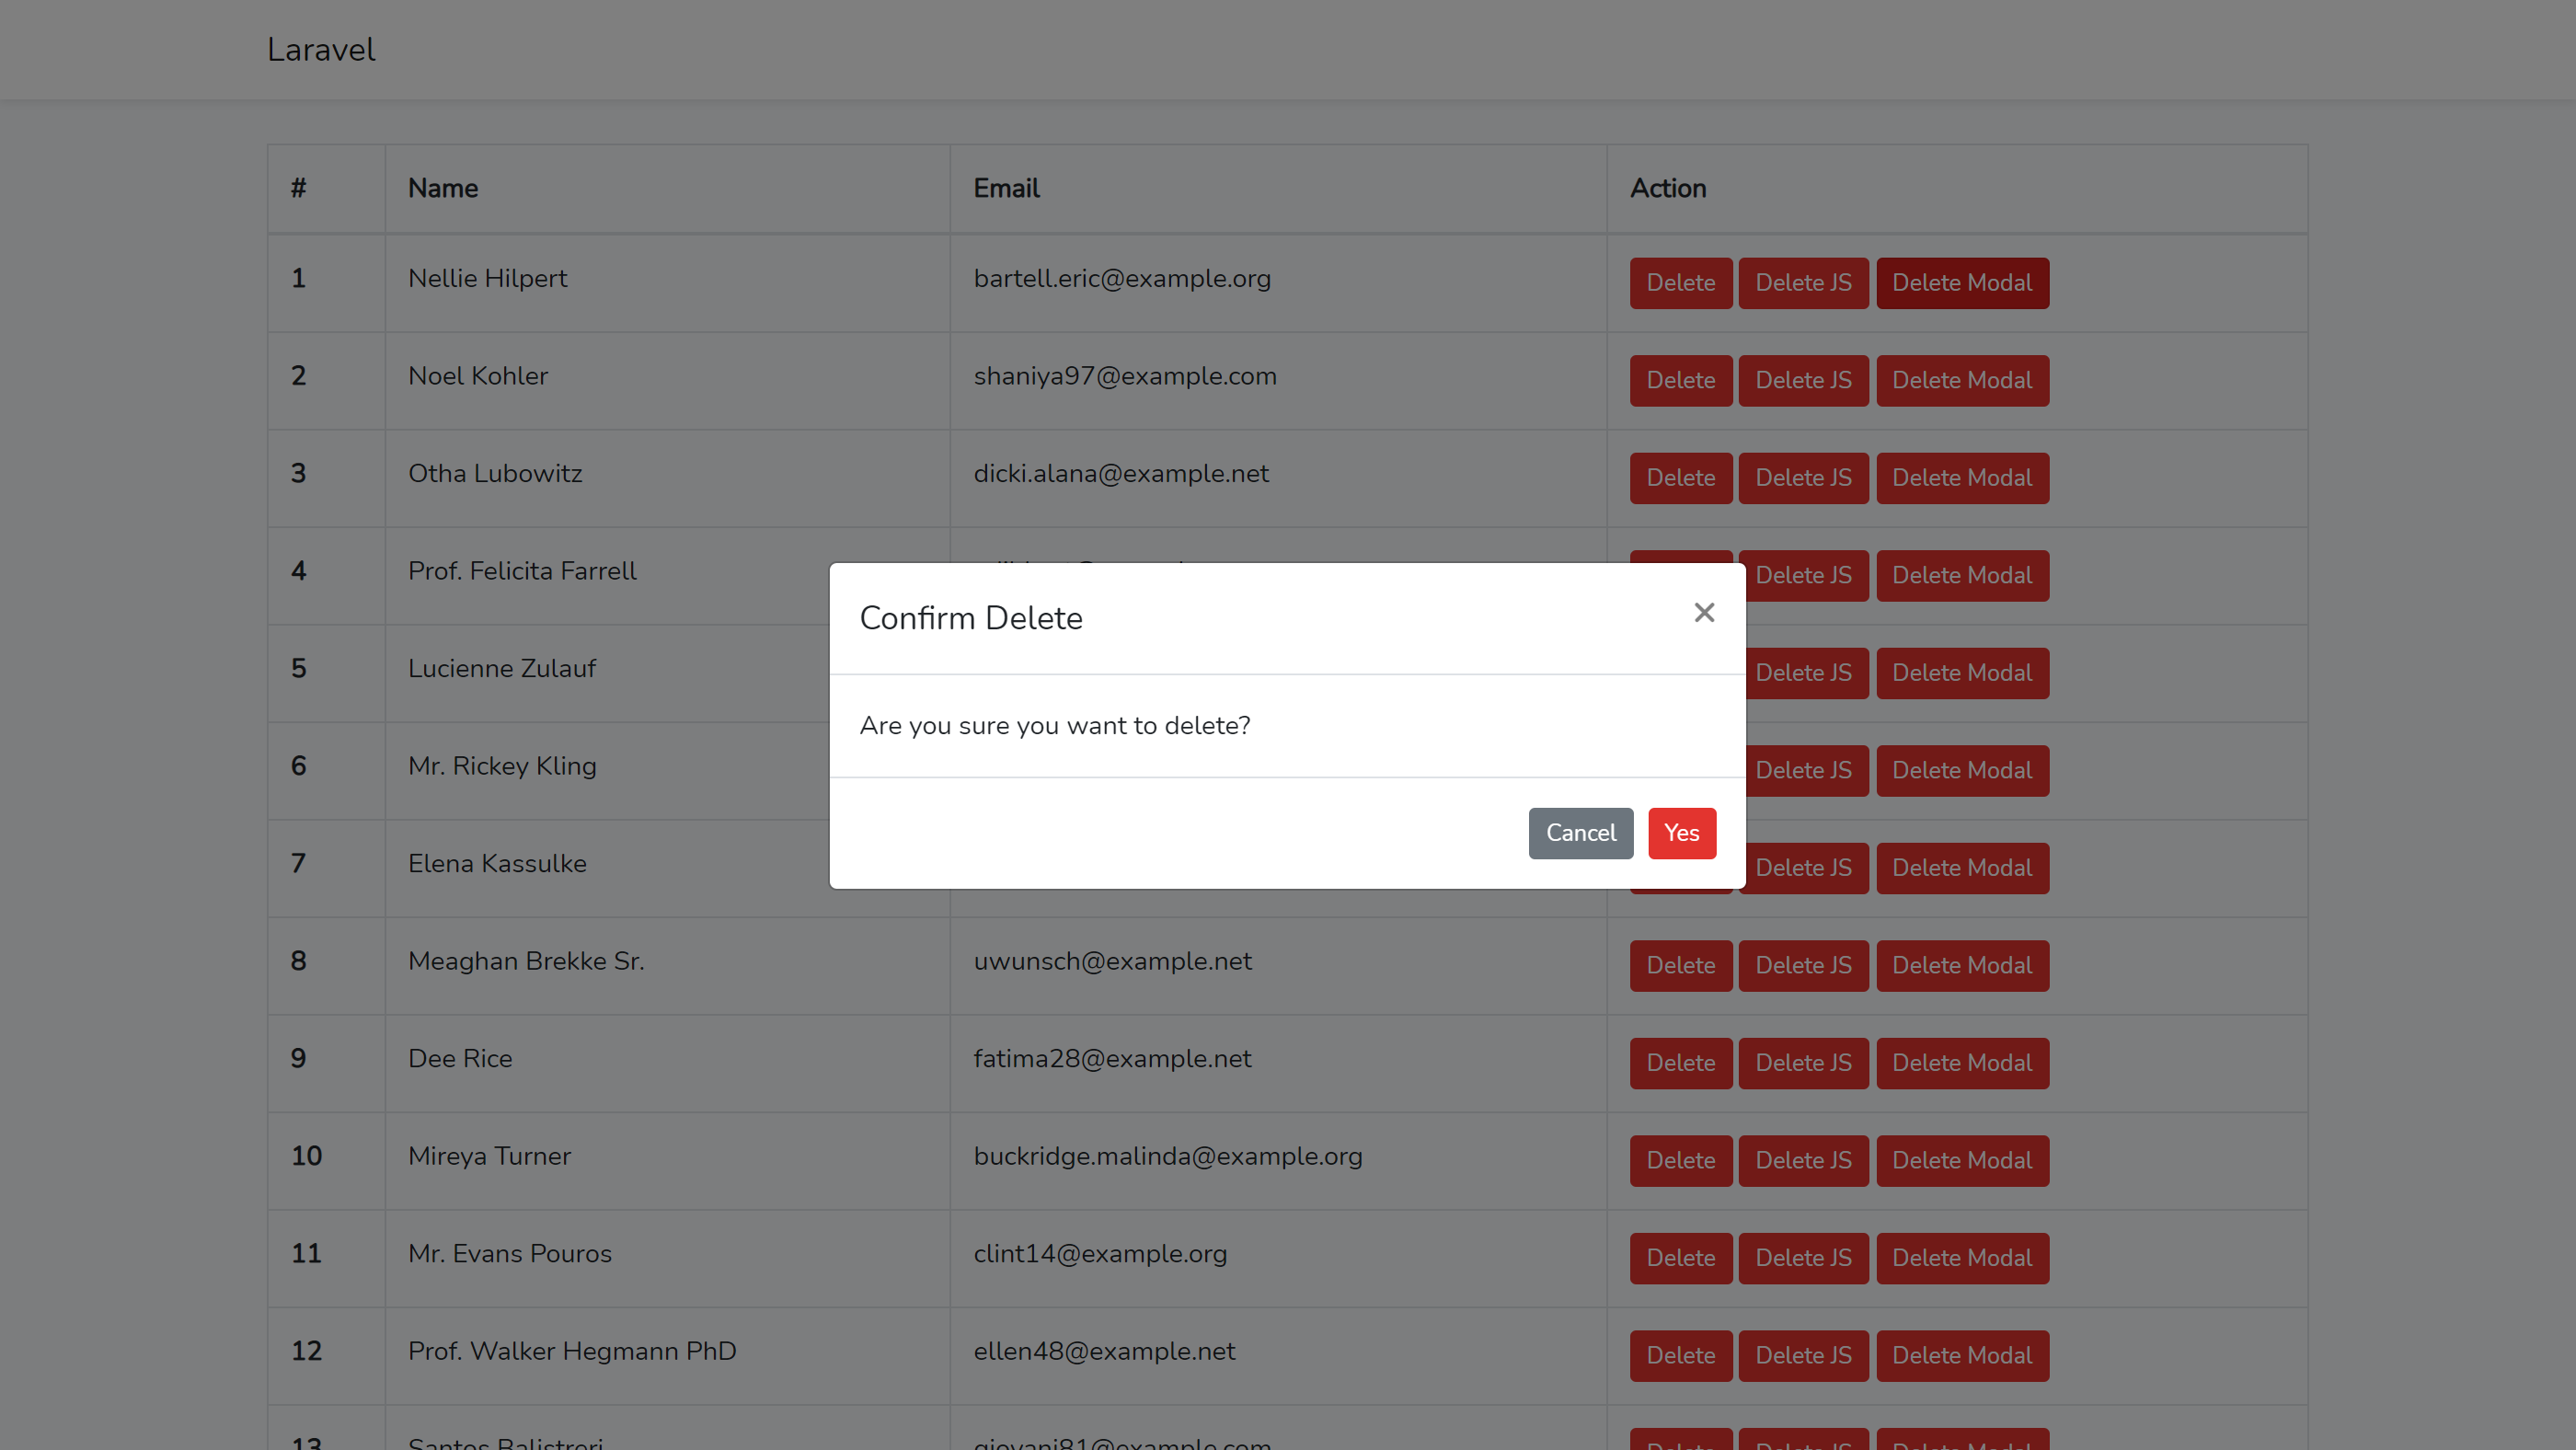 Laravel
# Name Email Action
1 Nellie Hilpert bartell.eric@example.org Delete Delete JS Delete Modal
2 Noel Kohler shaniya97@example.com Delete Delete JS Delete Modal
3 Otha Lubowitz dicki.alana@example.net Delete Delete JS Delete Modal
4 Prof. Felicita Farrell Delete JS Delete Modal
Confirm Delete ×
5 Lucienne Zulauf Delete JS Delete Modal
Are you sure you want to delete?
6 Mr. Rickey Kling Delete JS Delete Modal
Cancel Yes
7 Elena Kassulke Delete JS Delete Modal
8 Meaghan Brekke Sr. uwunsch@example.net Delete Delete JS Delete Modal
9 Dee Rice fatima28@example.net Delete Delete JS Delete Modal
10 Mireya Turner buckridge.malinda@example.org Delete Delete JS Delete Modal
11 Mr. Evans Pouros clint14@example.org Delete Delete JS Delete Modal
12 Prof. Walker Hegmann PhD ellen48@example.net Delete Delete JS Delete Modal
13 Santos Balistreri giovani81@example.com Delete Delete JS Delete Modal